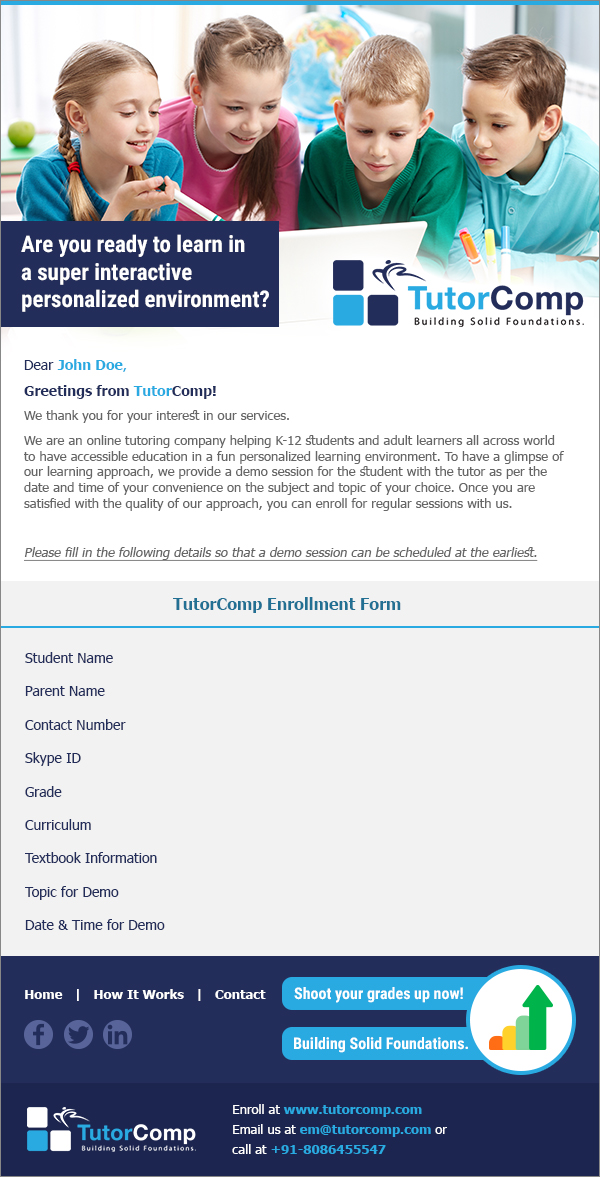 Are you ready to learn in
a super interactive
personalized environment?
TutorComp
Building Solid Foundations.
Dear John Doe,
Greetings from TutorComp!
We thank you for your interest in our services.
We are an online tutoring company helping K-12 students and adult learners all across world
to have accessible education in a fun personalized learning environment. To have a glimpse of
our learning approach, we provide a demo session for the student with the tutor as per the
date and time of your convenience on the subject and topic of your choice. Once you are
satisfied with the quality of our approach, you can enroll for regular sessions with us.
Please fill in the following details so that a demo session can be scheduled at the earliest.
TutorComp Enrollment Form
Student Name
Parent Name
Contact Number
Skype ID
Grade
Curriculum
Textbook Information
Topic for Demo
Date & Time for Demo
Home | How It Works | Contact
Shoot your grades up now!
Building Solid Foundations.
TutorComp
Building Solid Foundations.
Enroll at www.tutorcomp.com
Email us at em@tutorcomp.com or
call at +91-8086455547